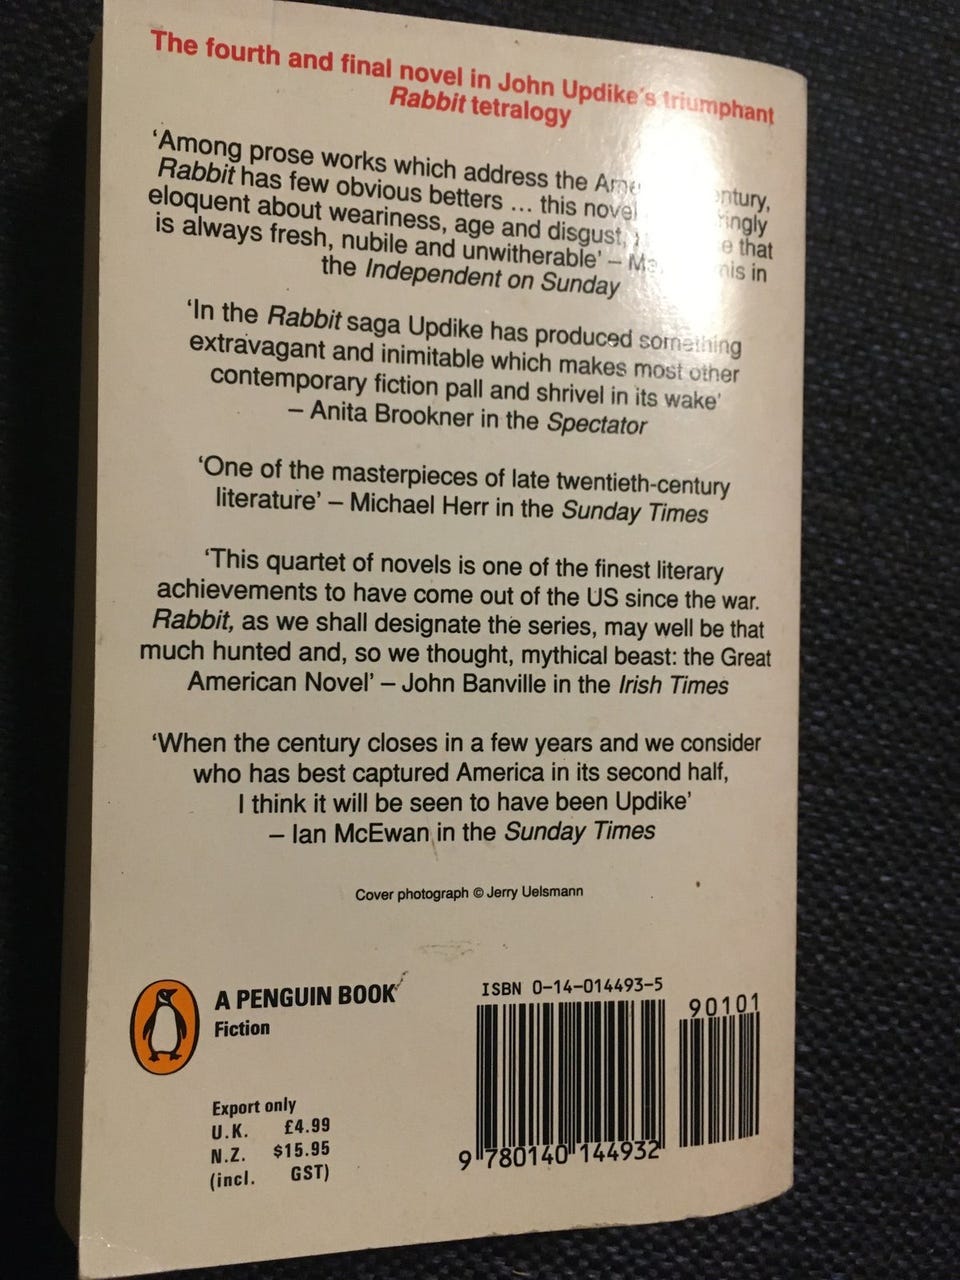 The fourth and final novel in John Updike's triumphant
Rabbit tetralogy
'Among prose works which address the
Rabbit has few obvious betters ... this novel
eloquent about weariness, age and disgust, that
is always fresh, nubile and unwitherable' – in
the Independent on Sunday
'In the Rabbit saga Updike has produced something
extravagant and inimitable which makes most other
contemporary fiction pall and shrivel in its wake'
– Anita Brookner in the Spectator
'One of the masterpieces of late twentieth-century
literature' – Michael Herr in the Sunday Times
'This quartet of novels is one of the finest literary
achievements to have come out of the US since the war.
Rabbit, as we shall designate the series, may well be that
much hunted and, so we thought, mythical beast: the Great
American Novel' – John Banville in the Irish Times
'When the century closes in a few years and we consider
who has best captured America in its second half,
I think it will be seen to have been Updike'
– Ian McEwan in the Sunday Times
Cover photograph © Jerry Uelsmann
A PENGUIN BOOK
Fiction
ISBN 0-14-014493-5
90101
Export only
U.K. £4.99
N.Z. $15.95
(incl. GST)
9 780140 144932